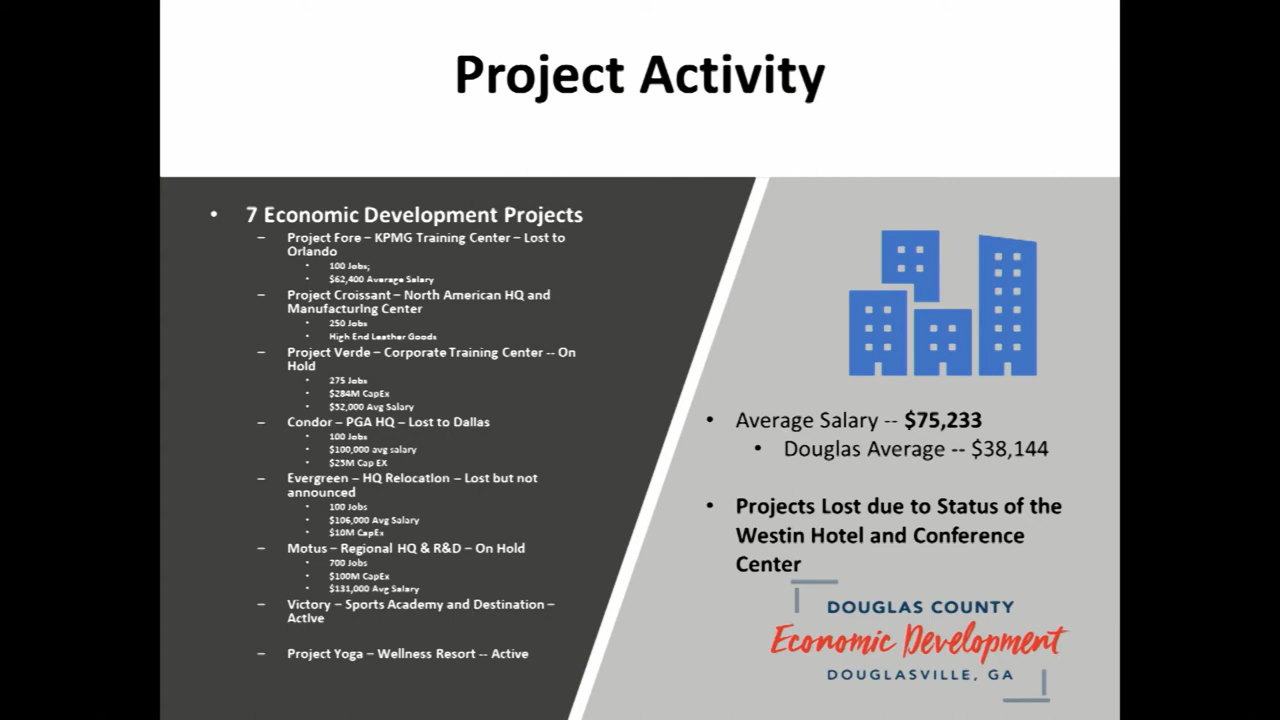 Project Activity
• 7 Economic Development Projects
– Project Fore – KPMG Training Center – Lost to
Orlando
• 100 Jobs;
• $62,400 Average Salary
– Project Croissant – North American HQ and
Manufacturing Center
• 250 Jobs
• High End Leather Goods
– Project Verde – Corporate Training Center -- On
Hold
• 275 Jobs
• $284M CapEx
• $52,000 Avg Salary
– Condor – PGA HQ – Lost to Dallas
• 100 Jobs
• $100,000 avg salary
• $25M Cap EX
– Evergreen – HQ Relocation – Lost but not
announced
• 100 Jobs
• $106,000 Avg Salary
• $10M CapEx
– Motus – Regional HQ & R&D – On Hold
• 700 Jobs
• $100M CapEx
• $131,000 Avg Salary
– Victory – Sports Academy and Destination –
Active
– Project Yoga – Wellness Resort -- Active
• Average Salary -- $75,233
• Douglas Average -- $38,144
• Projects Lost due to Status of the
Westin Hotel and Conference
Center
DOUGLAS COUNTY
Economic Development
DOUGLASVILLE, GA